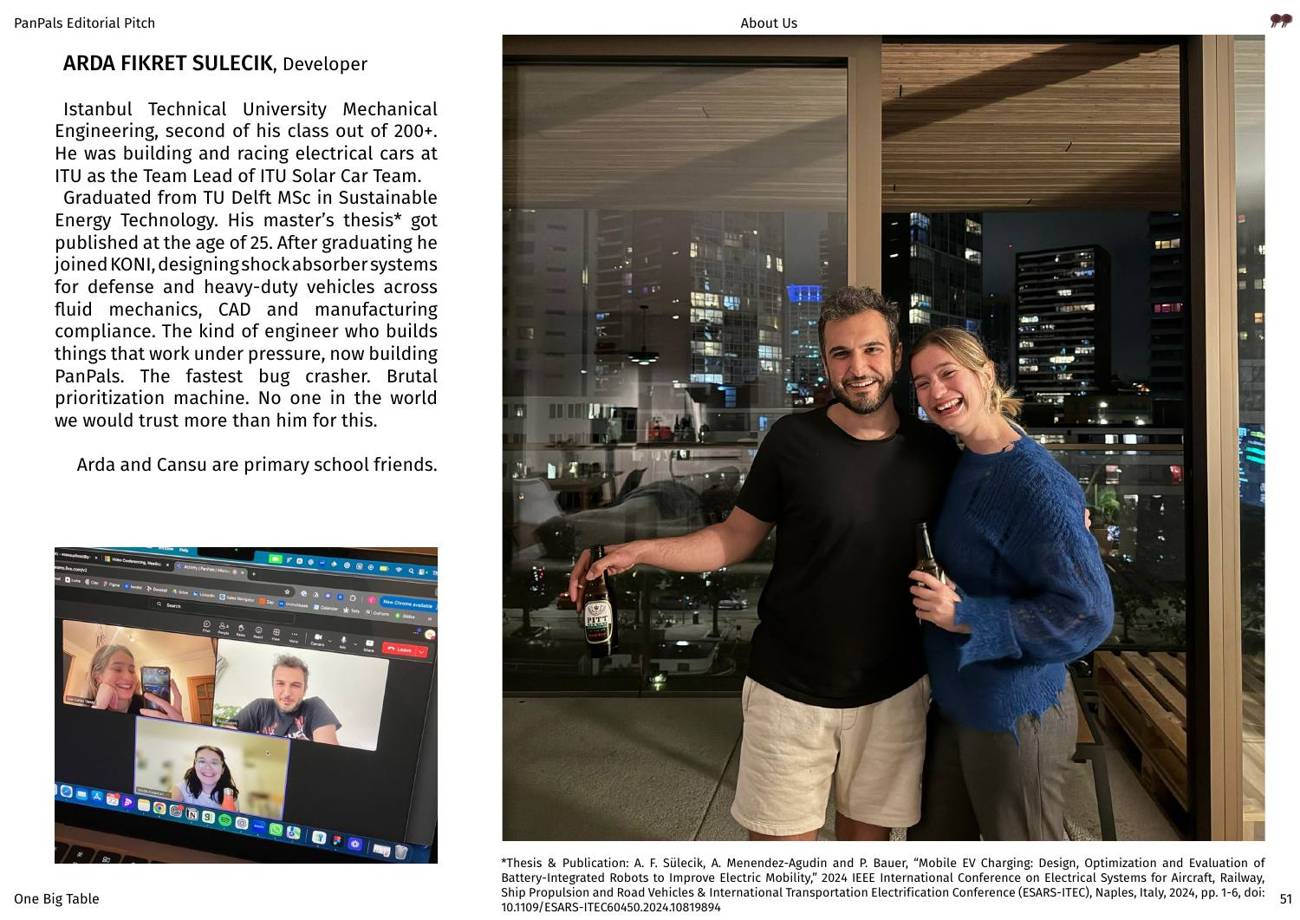 PanPals Editorial Pitch
About Us
ARDA FIKRET SULECIK, Developer
Istanbul Technical University Mechanical
Engineering, second of his class out of 200+.
He was building and racing electrical cars at
ITU as the Team Lead of ITU Solar Car Team.
Graduated from TU Delft MSc in Sustainable
Energy Technology. His master's thesis* got
published at the age of 25. After graduating he
joined KONI, designing shock absorber systems
for defense and heavy-duty vehicles across
fluid mechanics, CAD and manufacturing
compliance. The kind of engineer who builds
things that work under pressure, now building
PanPals. The fastest bug crasher. Brutal
prioritization machine. No one in the world
we would trust more than him for this.
Arda and Cansu are primary school friends.
New Chrome available
Search
Leave
*Thesis & Publication: A. F. Sülecik, A. Menendez-Agudin and P. Bauer, “Mobile EV Charging: Design, Optimization and Evaluation of
Battery-Integrated Robots to Improve Electric Mobility,” 2024 IEEE International Conference on Electrical Systems for Aircraft, Railway,
Ship Propulsion and Road Vehicles & International Transportation Electrification Conference (ESARS-ITEC), Naples, Italy, 2024, pp. 1-6, doi:
10.1109/ESARS-ITEC60450.2024.10819894
One Big Table
51